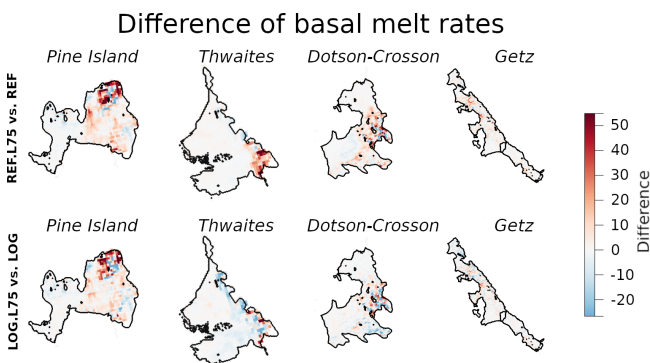 Difference of basal melt rates
Pine Island Thwaites Dotson-Crosson Getz
REF.L75 vs. REF
Pine Island Thwaites Dotson-Crosson Getz
LOG.L75 vs. LOG
50
40
30
20
10
0
-10
-20
Difference